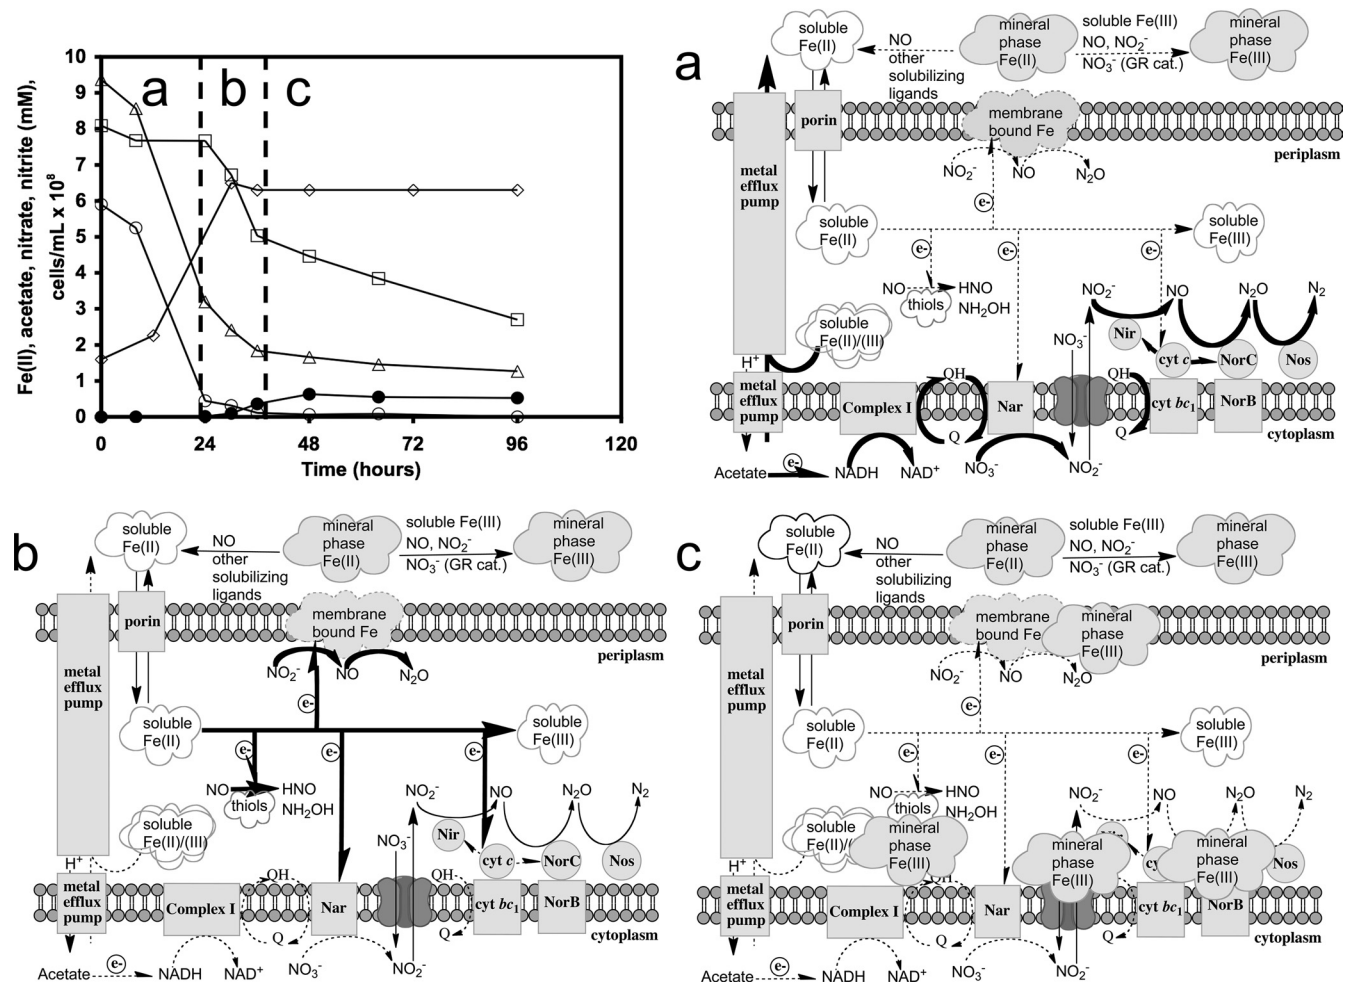 Fe(II), acetate, nitrate, nitrite (mM),
cells/mL x 10⁸
10
9
8
7
6
5
4
3
2
1
0
a
b
c
0
24
48
72
96
120
Time (hours)
a
soluble
Fe(II)
NO
other
solubilizing
ligands
mineral
phase
Fe(II)
soluble Fe(III)
NO, NO₂⁻
NO₃⁻ (GR cat.)
mineral
phase
Fe(III)
porin
membrane
bound Fe
periplasm
metal
efflux
pump
NO₂⁻
NO
N₂O
e-
soluble
Fe(II)
soluble
Fe(III)
e-
e-
e-
NO
HNO
thiols
NH₂OH
NO₂⁻
NO
N₂O
N₂
soluble
Fe(II)/(III)
Nir
NO₃⁻
cyt c
NorC
Nos
H⁺
QH
QH
metal
efflux
pump
Complex I
Nar
cyt bc₁
NorB
Q
Q
cytoplasm
Acetate
e-
NADH
NAD⁺
NO₃⁻
NO₂⁻
b
soluble
Fe(II)
NO
other
solubilizing
ligands
mineral
phase
Fe(II)
soluble Fe(III)
NO, NO₂⁻
NO₃⁻ (GR cat.)
mineral
phase
Fe(III)
porin
membrane
bound Fe
periplasm
metal
efflux
pump
NO₂⁻
NO
N₂O
e-
soluble
Fe(II)
soluble
Fe(III)
e-
e-
e-
NO
HNO
thiols
NH₂OH
NO₂⁻
NO
N₂O
N₂
soluble
Fe(II)/(III)
Nir
NO₃⁻
cyt c
NorC
Nos
H⁺
QH
QH
metal
efflux
pump
Complex I
Nar
cyt bc₁
NorB
Q
Q
cytoplasm
Acetate
e-
NADH
NAD⁺
NO₃⁻
NO₂⁻
c
soluble
Fe(II)
NO
other
solubilizing
ligands
mineral
phase
Fe(II)
soluble Fe(III)
NO, NO₂⁻
NO₃⁻ (GR cat.)
mineral
phase
Fe(III)
porin
membrane
bound Fe
mineral
phase
Fe(III)
periplasm
metal
efflux
pump
NO₂⁻
NO
N₂O
e-
soluble
Fe(II)
soluble
Fe(III)
e-
e-
e-
NO
HNO
thiols
NH₂OH
NO₂⁻
NO
N₂O
N₂
soluble
Fe(II)/
mineral
phase
Fe(III)
mineral
phase
Fe(III)
mineral
phase
Fe(III)
Nos
H⁺
metal
efflux
pump
Complex I
Nar
cyt bc₁
NorB
Q
Q
cytoplasm
Acetate
e-
NADH
NAD⁺
NO₃⁻
NO₂⁻